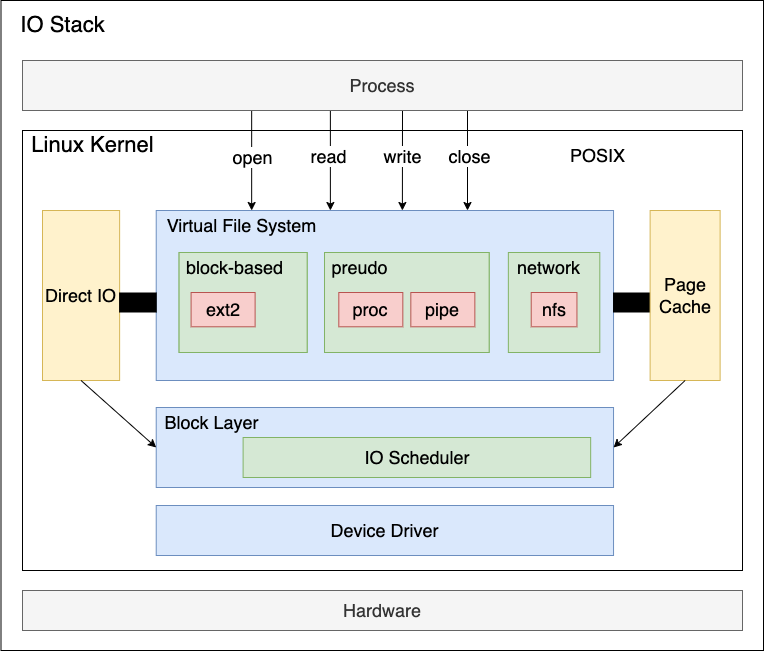 IO Stack
Process
Linux Kernel
open
read
write
close
POSIX
Direct IO
Virtual File System
block-based
ext2
preudo
proc
pipe
network
nfs
Page
Cache
Block Layer
IO Scheduler
Device Driver
Hardware